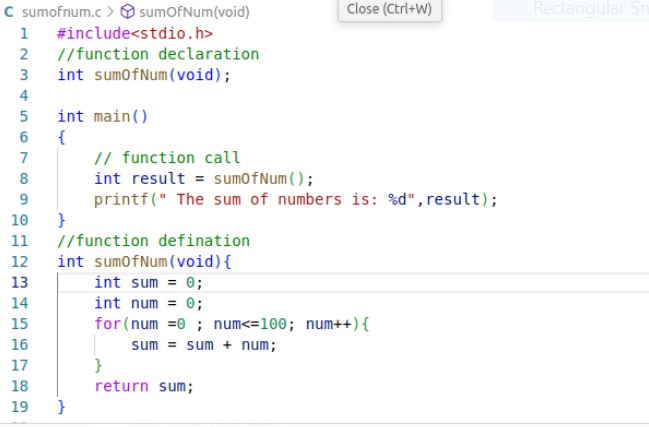 C sumofnum.c > sumOfNum(void)
Close (Ctrl+W)
Rectangular Sn
1 #include<stdio.h>
2 //function declaration
3 int sumOfNum(void);
4
5 int main()
6 {
7 // function call
8 int result = sumOfNum();
9 printf(" The sum of numbers is: %d",result);
10 }
11 //function defination
12 int sumOfNum(void){
13 int sum = 0;
14 int num = 0;
15 for(num =0 ; num<=100; num++){
16 sum = sum + num;
17 }
18 return sum;
19 }